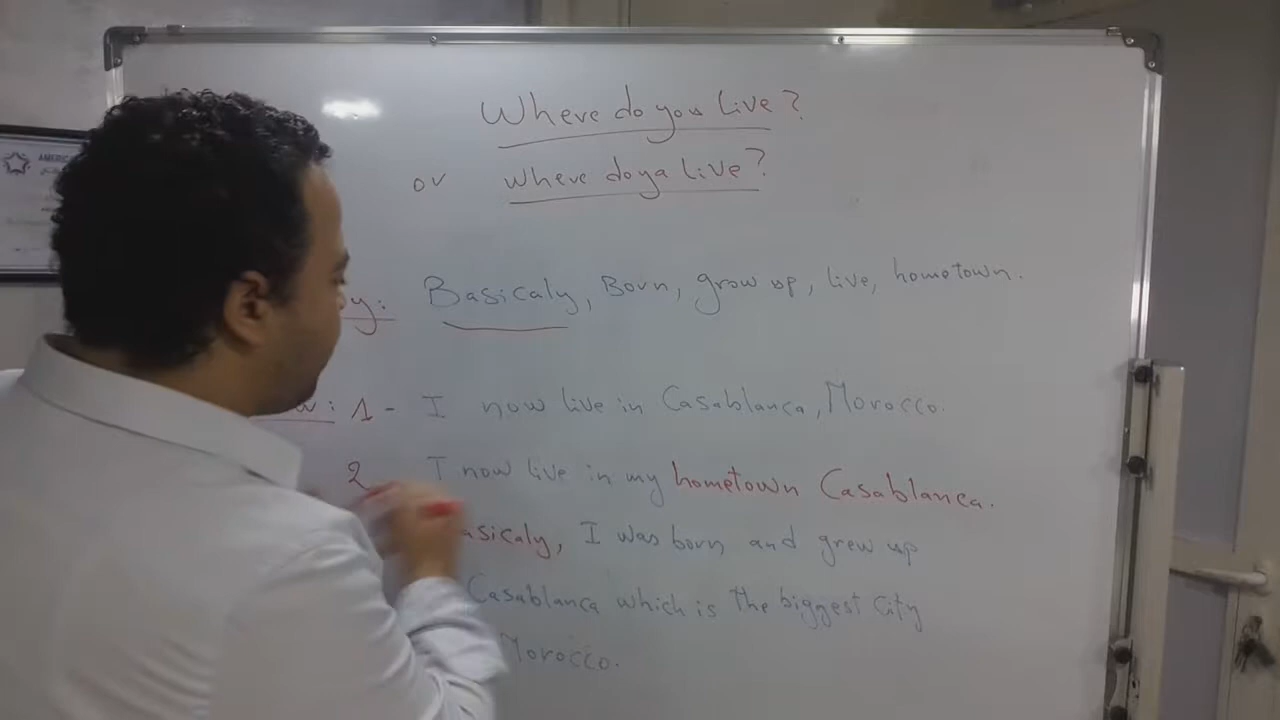 Where do you live?
or where do ya live?
Basicaly, Born, grow up, live, hometown.
1- I now live in Casablanca, Morocco.
2 I now live in my hometown Casablanca.
I was born and grew up
Casablanca which is the biggest city
Morocco.